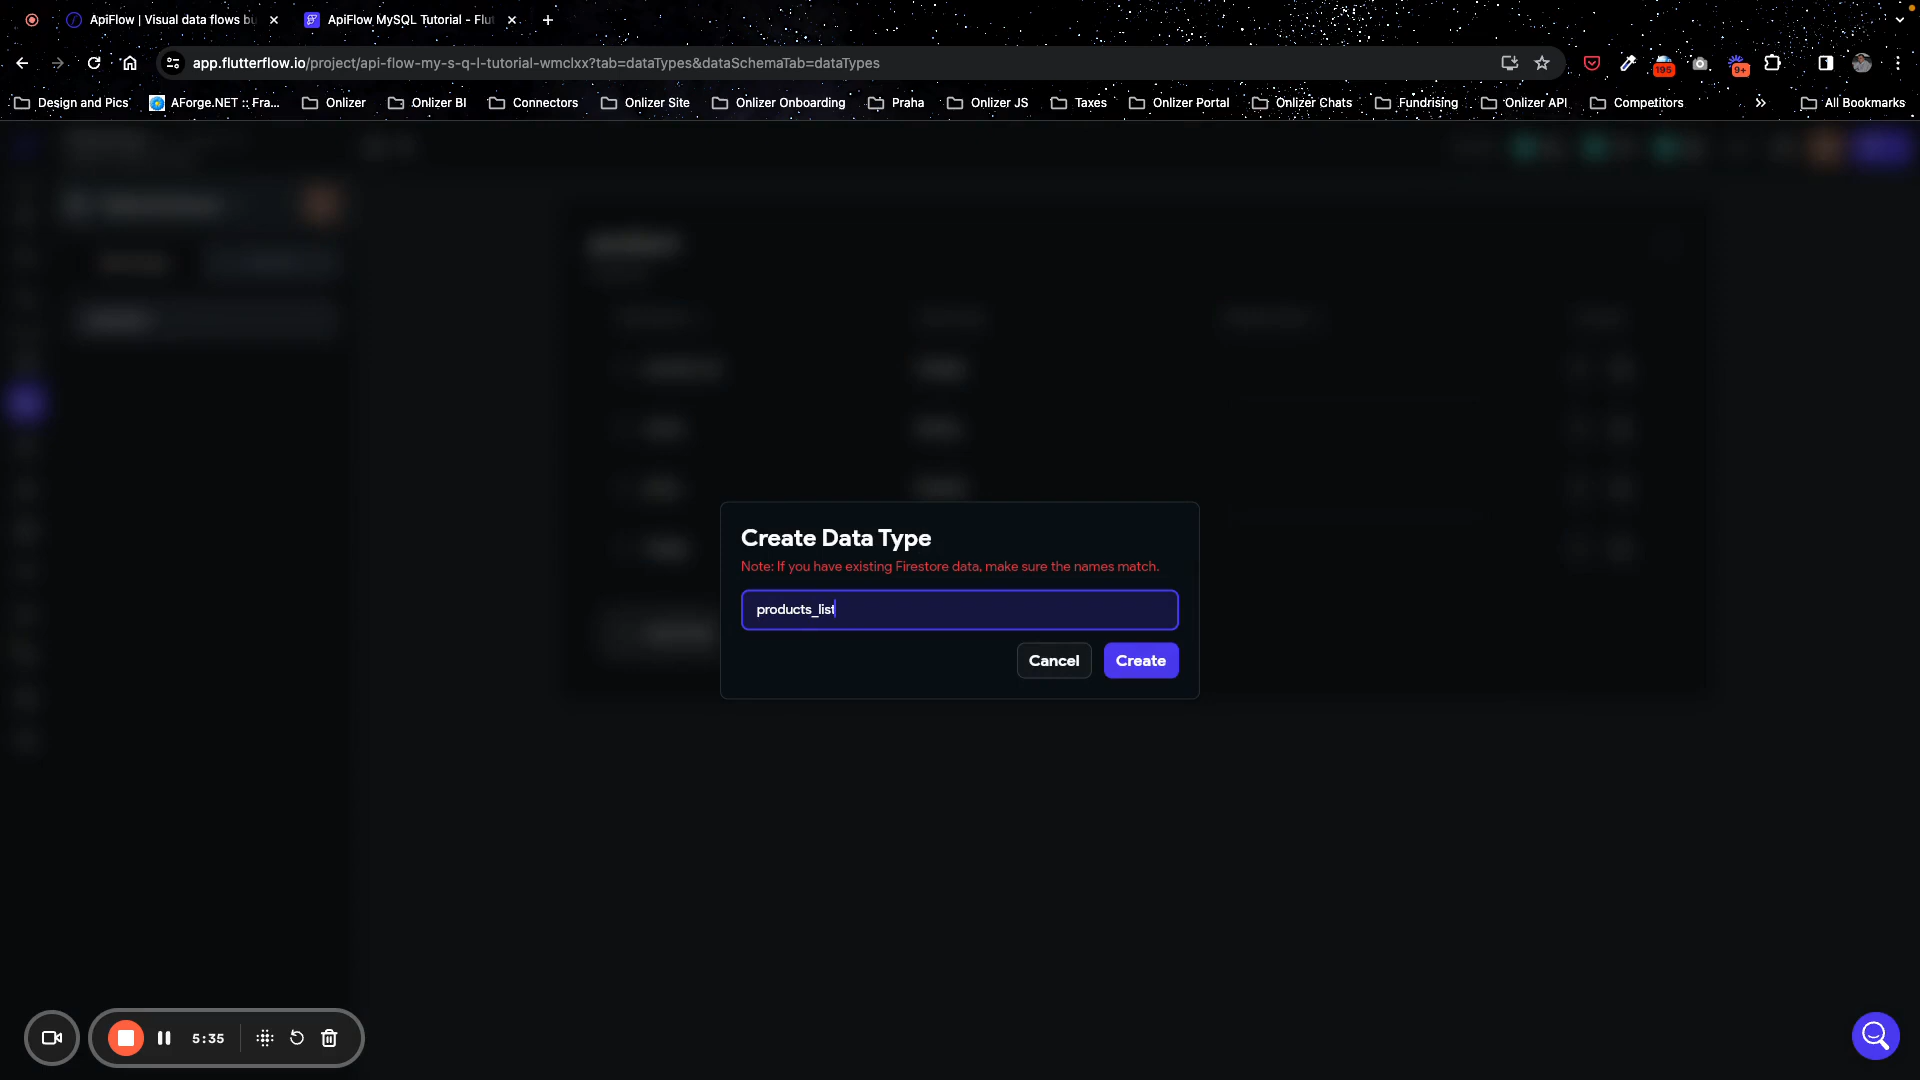 ApiFlow | Visual data flows bu
ApiFlow MySQL Tutorial - Flut
app.flutterflow.io/project/api-flow-my-s-q-l-tutorial-wmclxx?tab=dataTypes&dataSchemaTab=dataTypes
195
9+
Design and Pics
AForge.NET :: Fra...
Onlizer
Onlizer BI
Connectors
Onlizer Site
Onlizer Onboarding
Praha
Onlizer JS
Taxes
Onlizer Portal
Onlizer Chats
Fundrising
Onlizer API
Competitors
All Bookmarks
Create Data Type
Note: If you have existing Firestore data, make sure the names match.
products_list
Cancel
Create
5:35